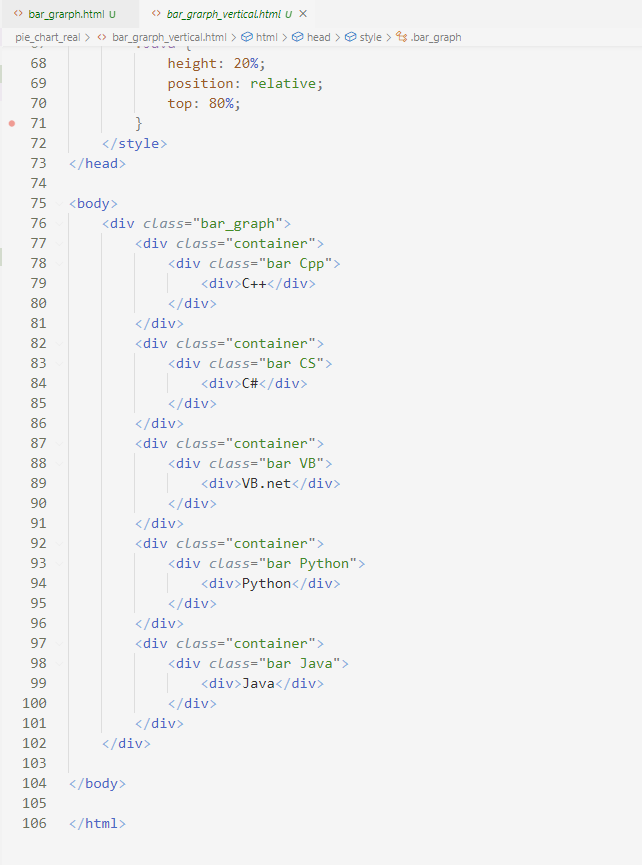 bar_grarph.html U bar_grarph_vertical.html U
pie_chart_real > bar_grarph_vertical.html > html > head > style > .bar_graph
68 height: 20%;
69 position: relative;
70 top: 80%;
71 }
72 </style>
73 </head>
74
75 <body>
76 <div class="bar_graph">
77 <div class="container">
78 <div class="bar Cpp">
79 <div>C++</div>
80 </div>
81 </div>
82 <div class="container">
83 <div class="bar CS">
84 <div>C#</div>
85 </div>
86 </div>
87 <div class="container">
88 <div class="bar VB">
89 <div>VB.net</div>
90 </div>
91 </div>
92 <div class="container">
93 <div class="bar Python">
94 <div>Python</div>
95 </div>
96 </div>
97 <div class="container">
98 <div class="bar Java">
99 <div>Java</div>
100 </div>
101 </div>
102 </div>
103
104 </body>
105
106 </html>